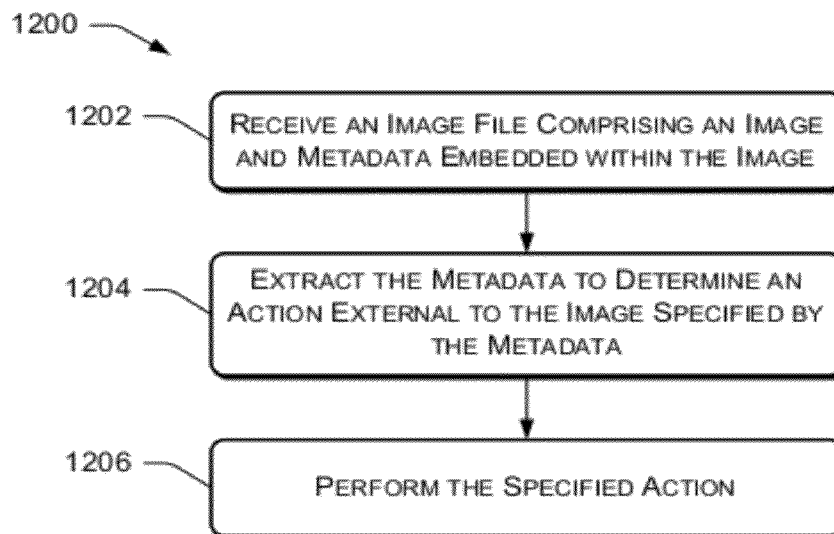 1200
1202
RECEIVE AN IMAGE FILE COMPRISING AN IMAGE
AND METADATA EMBEDDED WITHIN THE IMAGE
1204
EXTRACT THE METADATA TO DETERMINE AN
ACTION EXTERNAL TO THE IMAGE SPECIFIED BY
THE METADATA
1206
PERFORM THE SPECIFIED ACTION